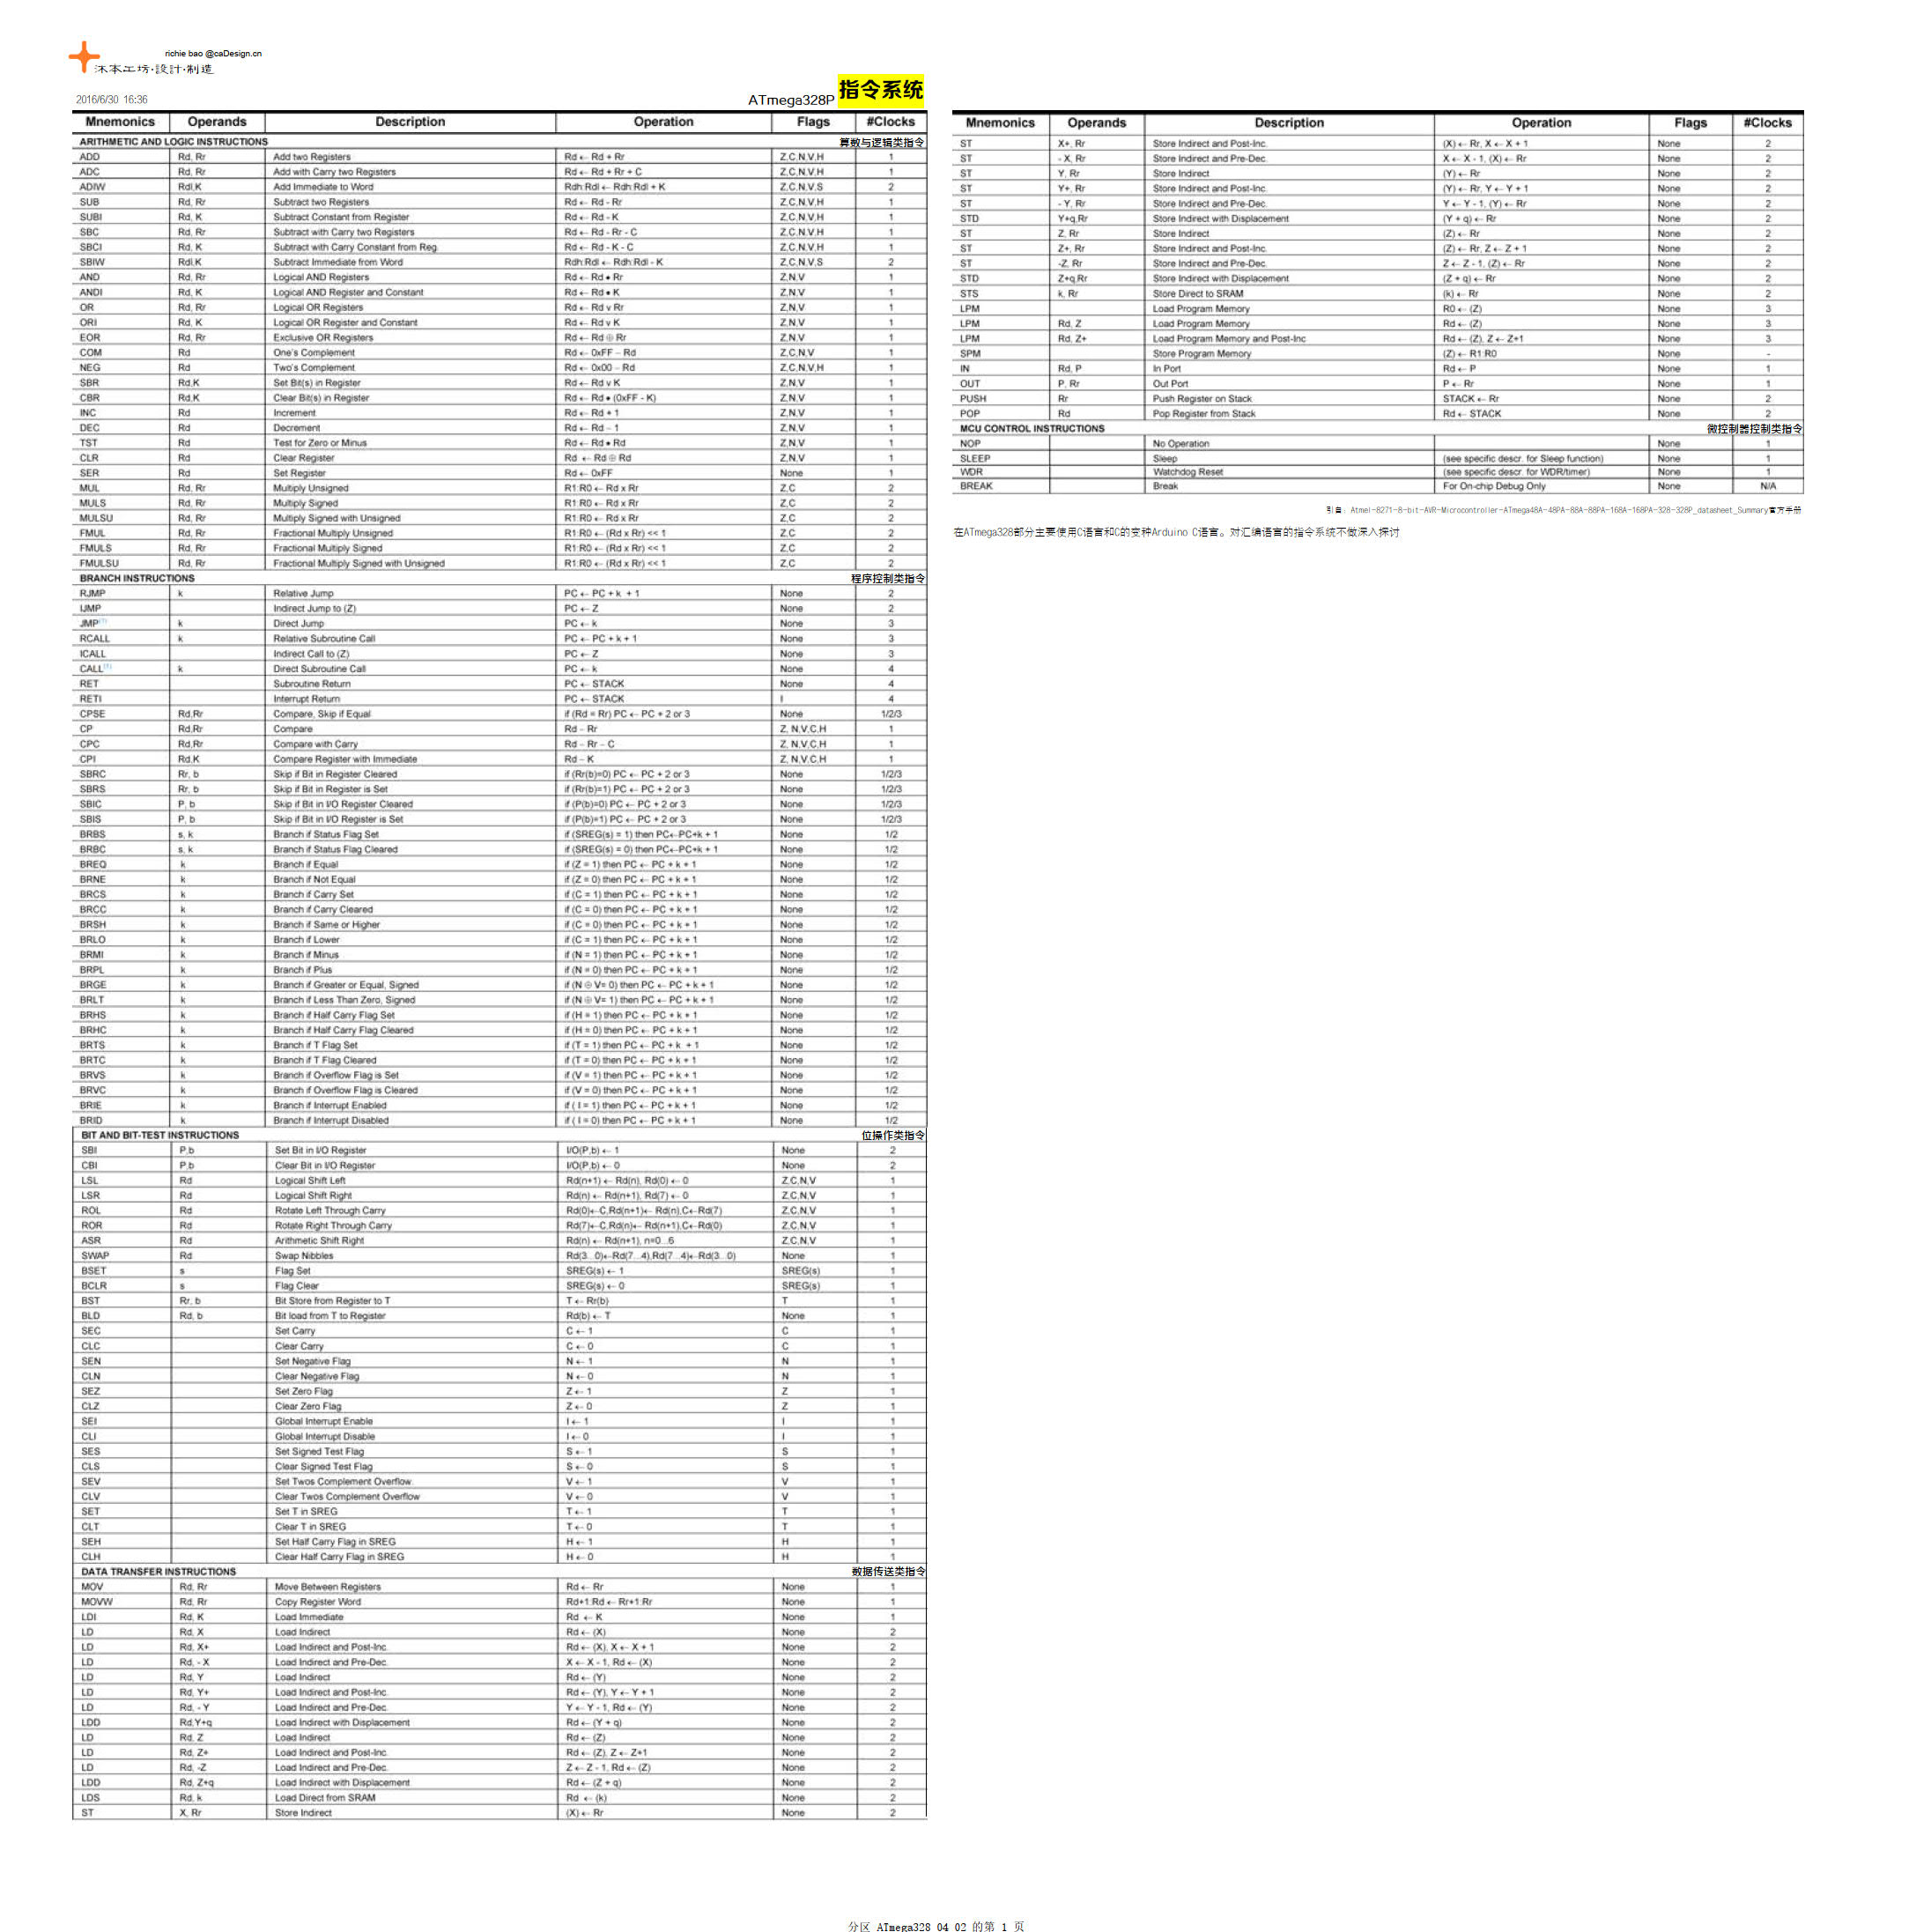 richie bao @caDesign.cn
沐本工坊·設計·制造
2016/6/30 16:36
ATmega328P 指令系统
Mnemonics Operands Description Operation Flags #Clocks
ARITHMETIC AND LOGIC INSTRUCTIONS 算数与逻辑类指令
ADD Rd, Rr Add two Registers Rd ← Rd + Rr Z,C,N,V,H 1
ADC Rd, Rr Add with Carry two Registers Rd ← Rd + Rr + C Z,C,N,V,H 1
ADIW Rdl,K Add Immediate to Word Rdh:Rdl ← Rdh:Rdl + K Z,C,N,V,S 2
SUB Rd, Rr Subtract two Registers Rd ← Rd - Rr Z,C,N,V,H 1
SUBI Rd, K Subtract Constant from Register Rd ← Rd - K Z,C,N,V,H 1
SBC Rd, Rr Subtract with Carry two Registers Rd ← Rd - Rr - C Z,C,N,V,H 1
SBCI Rd, K Subtract with Carry Constant from Reg. Rd ← Rd - K - C Z,C,N,V,H 1
SBIW Rdl,K Subtract Immediate from Word Rdh:Rdl ← Rdh:Rdl - K Z,C,N,V,S 2
AND Rd, Rr Logical AND Registers Rd ← Rd • Rr Z,N,V 1
ANDI Rd, K Logical AND Register and Constant Rd ← Rd • K Z,N,V 1
OR Rd, Rr Logical OR Registers Rd ← Rd v Rr Z,N,V 1
ORI Rd, K Logical OR Register and Constant Rd ← Rd v K Z,N,V 1
EOR Rd, Rr Exclusive OR Registers Rd ← Rd ⊕ Rr Z,N,V 1
COM Rd One's Complement Rd ← 0xFF − Rd Z,C,N,V 1
NEG Rd Two's Complement Rd ← 0x00 − Rd Z,C,N,V,H 1
SBR Rd,K Set Bit(s) in Register Rd ← Rd v K Z,N,V 1
CBR Rd,K Clear Bit(s) in Register Rd ← Rd • (0xFF - K) Z,N,V 1
INC Rd Increment Rd ← Rd + 1 Z,N,V 1
DEC Rd Decrement Rd ← Rd − 1 Z,N,V 1
TST Rd Test for Zero or Minus Rd ← Rd • Rd Z,N,V 1
CLR Rd Clear Register Rd ← Rd ⊕ Rd Z,N,V 1
SER Rd Set Register Rd ← 0xFF None 1
MUL Rd, Rr Multiply Unsigned R1:R0 ← Rd x Rr Z,C 2
MULS Rd, Rr Multiply Signed R1:R0 ← Rd x Rr Z,C 2
MULSU Rd, Rr Multiply Signed with Unsigned R1:R0 ← Rd x Rr Z,C 2
FMUL Rd, Rr Fractional Multiply Unsigned R1:R0 ← (Rd x Rr) << 1 Z,C 2
FMULS Rd, Rr Fractional Multiply Signed R1:R0 ← (Rd x Rr) << 1 Z,C 2
FMULSU Rd, Rr Fractional Multiply Signed with Unsigned R1:R0 ← (Rd x Rr) << 1 Z,C 2
BRANCH INSTRUCTIONS 程序控制类指令
RJMP k Relative Jump PC ← PC + k + 1 None 2
IJMP Indirect Jump to (Z) PC ← Z None 2
JMP(1) k Direct Jump PC ← k None 3
RCALL k Relative Subroutine Call PC ← PC + k + 1 None 3
ICALL Indirect Call to (Z) PC ← Z None 3
CALL(1) k Direct Subroutine Call PC ← k None 4
RET Subroutine Return PC ← STACK None 4
RETI Interrupt Return PC ← STACK I 4
CPSE Rd,Rr Compare, Skip if Equal if (Rd = Rr) PC ← PC + 2 or 3 None 1/2/3
CP Rd,Rr Compare Rd − Rr Z, N,V,C,H 1
CPC Rd,Rr Compare with Carry Rd − Rr − C Z, N,V,C,H 1
CPI Rd,K Compare Register with Immediate Rd − K Z, N,V,C,H 1
SBRC Rr, b Skip if Bit in Register Cleared if (Rr(b)=0) PC ← PC + 2 or 3 None 1/2/3
SBRS Rr, b Skip if Bit in Register is Set if (Rr(b)=1) PC ← PC + 2 or 3 None 1/2/3
SBIC P, b Skip if Bit in I/O Register Cleared if (P(b)=0) PC ← PC + 2 or 3 None 1/2/3
SBIS P, b Skip if Bit in I/O Register is Set if (P(b)=1) PC ← PC + 2 or 3 None 1/2/3
BRBS s, k Branch if Status Flag Set if (SREG(s) = 1) then PC←PC+k + 1 None 1/2
BRBC s, k Branch if Status Flag Cleared if (SREG(s) = 0) then PC←PC+k + 1 None 1/2
BREQ k Branch if Equal if (Z = 1) then PC ← PC + k + 1 None 1/2
BRNE k Branch if Not Equal if (Z = 0) then PC ← PC + k + 1 None 1/2
BRCS k Branch if Carry Set if (C = 1) then PC ← PC + k + 1 None 1/2
BRCC k Branch if Carry Cleared if (C = 0) then PC ← PC + k + 1 None 1/2
BRSH k Branch if Same or Higher if (C = 0) then PC ← PC + k + 1 None 1/2
BRLO k Branch if Lower if (C = 1) then PC ← PC + k + 1 None 1/2
BRMI k Branch if Minus if (N = 1) then PC ← PC + k + 1 None 1/2
BRPL k Branch if Plus if (N = 0) then PC ← PC + k + 1 None 1/2
BRGE k Branch if Greater or Equal, Signed if (N ⊕ V= 0) then PC ← PC + k + 1 None 1/2
BRLT k Branch if Less Than Zero, Signed if (N ⊕ V= 1) then PC ← PC + k + 1 None 1/2
BRHS k Branch if Half Carry Flag Set if (H = 1) then PC ← PC + k + 1 None 1/2
BRHC k Branch if Half Carry Flag Cleared if (H = 0) then PC ← PC + k + 1 None 1/2
BRTS k Branch if T Flag Set if (T = 1) then PC ← PC + k + 1 None 1/2
BRTC k Branch if T Flag Cleared if (T = 0) then PC ← PC + k + 1 None 1/2
BRVS k Branch if Overflow Flag is Set if (V = 1) then PC ← PC + k + 1 None 1/2
BRVC k Branch if Overflow Flag is Cleared if (V = 0) then PC ← PC + k + 1 None 1/2
BRIE k Branch if Interrupt Enabled if ( I = 1) then PC ← PC + k + 1 None 1/2
BRID k Branch if Interrupt Disabled if ( I = 0) then PC ← PC + k + 1 None 1/2
BIT AND BIT-TEST INSTRUCTIONS 位操作类指令
SBI P,b Set Bit in I/O Register I/O(P,b) ← 1 None 2
CBI P,b Clear Bit in I/O Register I/O(P,b) ← 0 None 2
LSL Rd Logical Shift Left Rd(n+1) ← Rd(n), Rd(0) ← 0 Z,C,N,V 1
LSR Rd Logical Shift Right Rd(n) ← Rd(n+1), Rd(7) ← 0 Z,C,N,V 1
ROL Rd Rotate Left Through Carry Rd(0)←C,Rd(n+1)← Rd(n),C←Rd(7) Z,C,N,V 1
ROR Rd Rotate Right Through Carry Rd(7)←C,Rd(n)← Rd(n+1),C←Rd(0) Z,C,N,V 1
ASR Rd Arithmetic Shift Right Rd(n) ← Rd(n+1), n=0...6 Z,C,N,V 1
SWAP Rd Swap Nibbles Rd(3...0)←Rd(7...4),Rd(7...4)←Rd(3...0) None 1
BSET s Flag Set SREG(s) ← 1 SREG(s) 1
BCLR s Flag Clear SREG(s) ← 0 SREG(s) 1
BST Rr, b Bit Store from Register to T T ← Rr(b) T 1
BLD Rd, b Bit load from T to Register Rd(b) ← T None 1
SEC Set Carry C ← 1 C 1
CLC Clear Carry C ← 0 C 1
SEN Set Negative Flag N ← 1 N 1
CLN Clear Negative Flag N ← 0 N 1
SEZ Set Zero Flag Z ← 1 Z 1
CLZ Clear Zero Flag Z ← 0 Z 1
SEI Global Interrupt Enable I ← 1 I 1
CLI Global Interrupt Disable I ← 0 I 1
SES Set Signed Test Flag S ← 1 S 1
CLS Clear Signed Test Flag S ← 0 S 1
SEV Set Twos Complement Overflow. V ← 1 V 1
CLV Clear Twos Complement Overflow V ← 0 V 1
SET Set T in SREG T ← 1 T 1
CLT Clear T in SREG T ← 0 T 1
SEH Set Half Carry Flag in SREG H ← 1 H 1
CLH Clear Half Carry Flag in SREG H ← 0 H 1
DATA TRANSFER INSTRUCTIONS 数据传送类指令
MOV Rd, Rr Move Between Registers Rd ← Rr None 1
MOVW Rd, Rr Copy Register Word Rd+1:Rd ← Rr+1:Rr None 1
LDI Rd, K Load Immediate Rd ← K None 1
LD Rd, X Load Indirect Rd ← (X) None 2
LD Rd, X+ Load Indirect and Post-Inc. Rd ← (X), X ← X + 1 None 2
LD Rd, - X Load Indirect and Pre-Dec. X ← X - 1, Rd ← (X) None 2
LD Rd, Y Load Indirect Rd ← (Y) None 2
LD Rd, Y+ Load Indirect and Post-Inc. Rd ← (Y), Y ← Y + 1 None 2
LD Rd, - Y Load Indirect and Pre-Dec. Y ← Y - 1, Rd ← (Y) None 2
LDD Rd,Y+q Load Indirect with Displacement Rd ← (Y + q) None 2
LD Rd, Z Load Indirect Rd ← (Z) None 2
LD Rd, Z+ Load Indirect and Post-Inc. Rd ← (Z), Z ← Z+1 None 2
LD Rd, -Z Load Indirect and Pre-Dec. Z ← Z - 1, Rd ← (Z) None 2
LDD Rd, Z+q Load Indirect with Displacement Rd ← (Z + q) None 2
LDS Rd, k Load Direct from SRAM Rd ← (k) None 2
ST X, Rr Store Indirect (X) ← Rr None 2
Mnemonics Operands Description Operation Flags #Clocks
ST X+, Rr Store Indirect and Post-Inc. (X) ← Rr, X ← X + 1 None 2
ST - X, Rr Store Indirect and Pre-Dec. X ← X - 1, (X) ← Rr None 2
ST Y, Rr Store Indirect (Y) ← Rr None 2
ST Y+, Rr Store Indirect and Post-Inc. (Y) ← Rr, Y ← Y + 1 None 2
ST - Y, Rr Store Indirect and Pre-Dec. Y ← Y - 1, (Y) ← Rr None 2
STD Y+q,Rr Store Indirect with Displacement (Y + q) ← Rr None 2
ST Z, Rr Store Indirect (Z) ← Rr None 2
ST Z+, Rr Store Indirect and Post-Inc. (Z) ← Rr, Z ← Z + 1 None 2
ST -Z, Rr Store Indirect and Pre-Dec. Z ← Z - 1, (Z) ← Rr None 2
STD Z+q,Rr Store Indirect with Displacement (Z + q) ← Rr None 2
STS k, Rr Store Direct to SRAM (k) ← Rr None 2
LPM Load Program Memory R0 ← (Z) None 3
LPM Rd, Z Load Program Memory Rd ← (Z) None 3
LPM Rd, Z+ Load Program Memory and Post-Inc Rd ← (Z), Z ← Z+1 None 3
SPM Store Program Memory (Z) ← R1:R0 None -
IN Rd, P In Port Rd ← P None 1
OUT P, Rr Out Port P ← Rr None 1
PUSH Rr Push Register on Stack STACK ← Rr None 2
POP Rd Pop Register from Stack Rd ← STACK None 2
MCU CONTROL INSTRUCTIONS 微控制器控制类指令
NOP No Operation None 1
SLEEP Sleep (see specific descr. for Sleep function) None 1
WDR Watchdog Reset (see specific descr. for WDR/timer) None 1
BREAK Break For On-chip Debug Only None N/A
引自：Atmel-8271-8-bit-AVR-Microcontroller-ATmega48A-48PA-88A-88PA-168A-168PA-328-328P_datasheet_Summary官方手册
在ATmega328部分主要使用C语言和C的变种Arduino C语言。对汇编语言的指令系统不做深入探讨
分区 ATmega328 04_02 的第 1 页